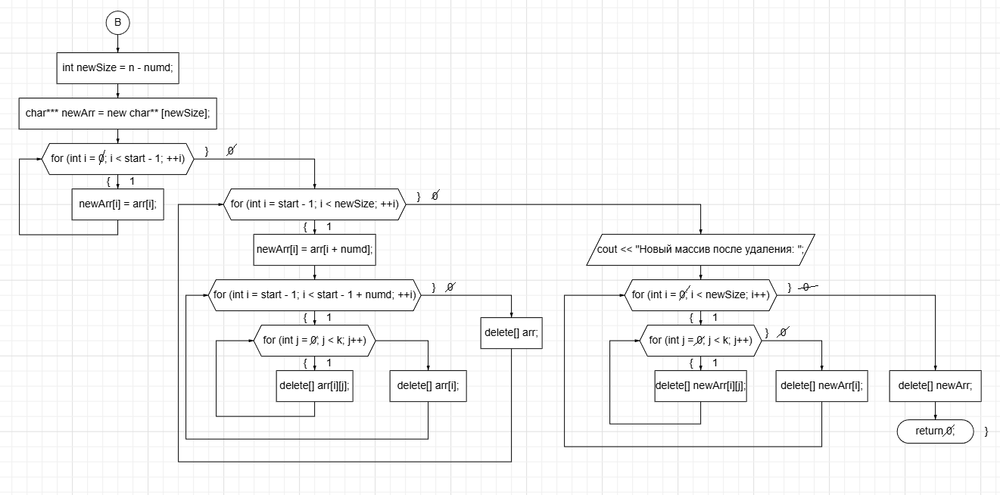 B
int newSize = n - numd;
char*** newArr = new char** [newSize];
for (int i = 0; i < start - 1; ++i)
} 0
{ 1
newArr[i] = arr[i];
for (int i = start - 1; i < newSize; ++i)
} 0
{ 1
newArr[i] = arr[i + numd];
for (int i = start - 1; i < start - 1 + numd; ++i)
} 0
{ 1
for (int j = 0; j < k; j++)
{ 1
delete[] arr[i][j];
delete[] arr[i];
delete[] arr;
cout << "Новый массив после удаления: ";
for (int i = 0; i < newSize; i++)
} 0
{ 1
for (int j = 0; j < k; j++)
} 0
{ 1
delete[] newArr[i][j];
delete[] newArr[i];
delete[] newArr;
return 0;
}